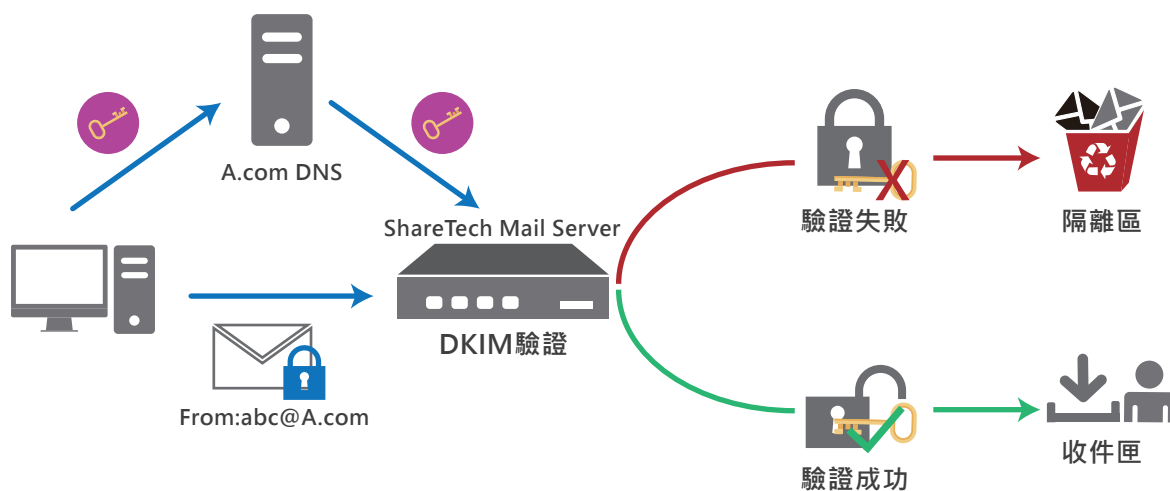 A.com DNS
ShareTech Mail Server
DKIM驗證
From:abc@A.com
驗證失敗
隔離區
驗證成功
收件匣